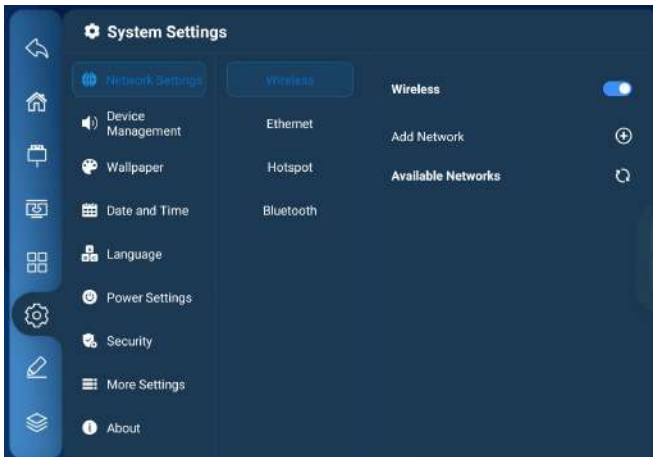 System Settings
Network Settings
Device
Management
Wallpaper
Date and Time
Language
Power Settings
Security
More Settings
About
Wireless
Ethernet
Hotspot
Bluetooth
Wireless
Add Network
Available Networks